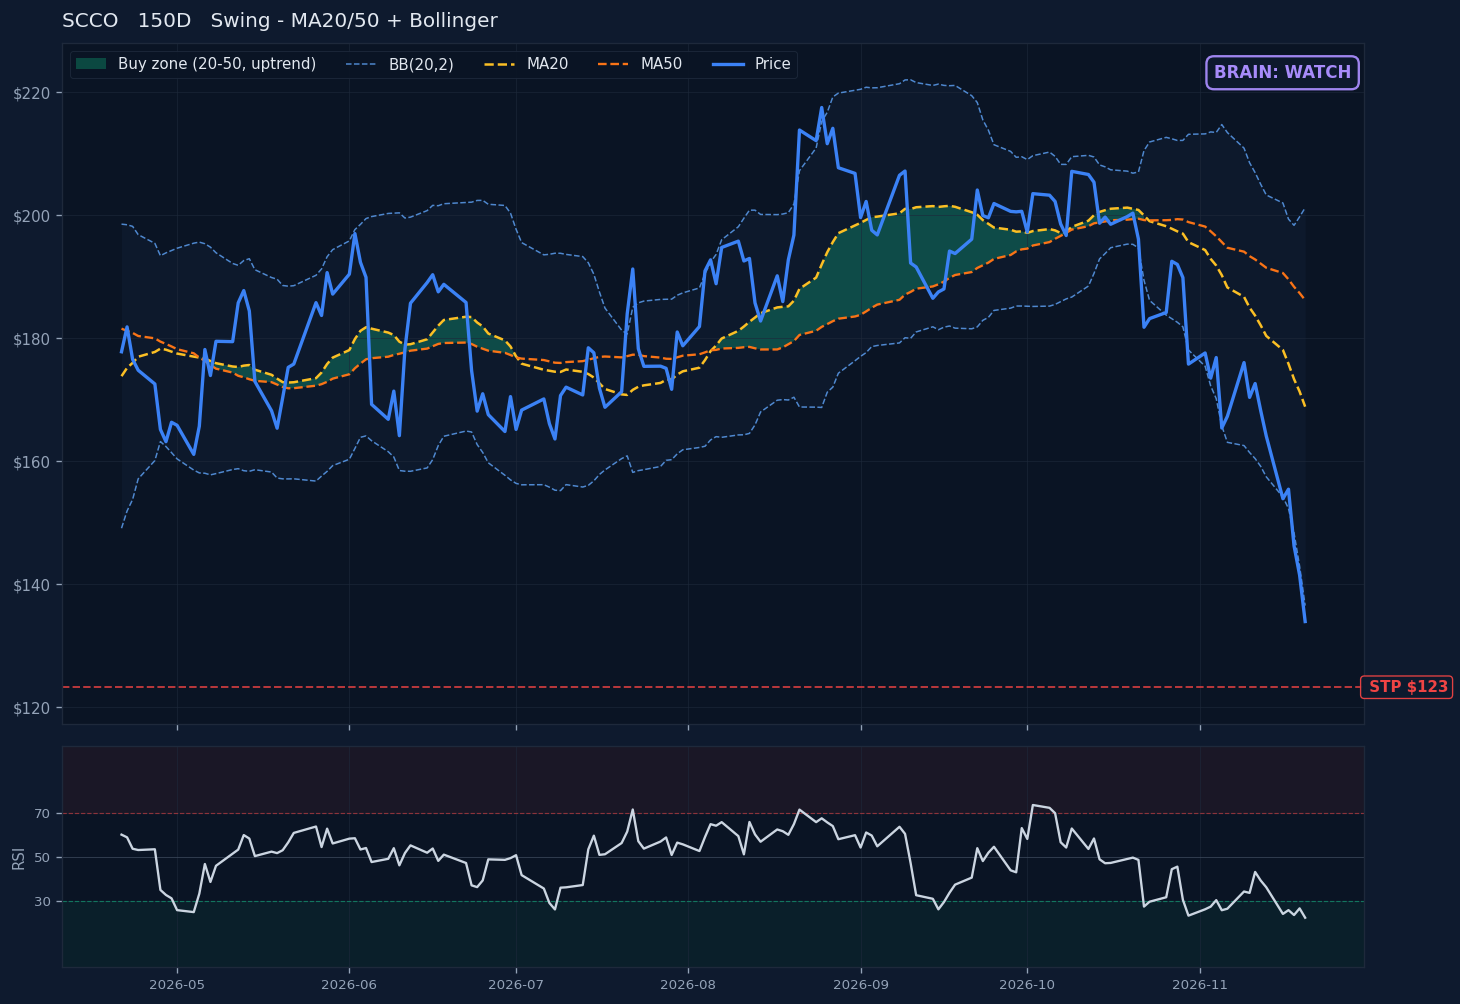 SCCO   150D   Swing - MA20/50 + Bollinger
Buy zone (20-50, uptrend)   BB(20,2)   MA20   MA50   Price
BRAIN: WATCH
$220
$200
$180
$160
$140
$120
STP $123
RSI
70
50
30
2026-05   2026-06   2026-07   2026-08   2026-09   2026-10   2026-11